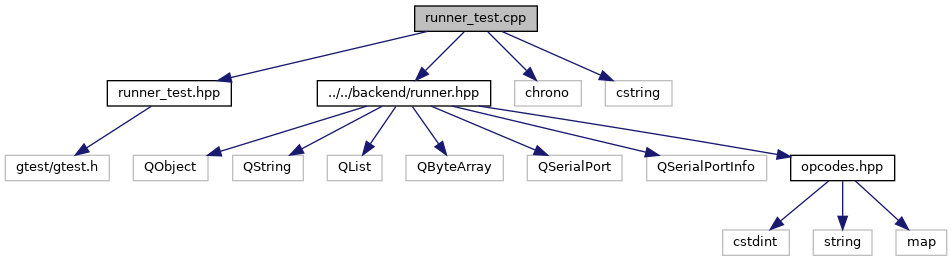 runner_test.cpp
runner_test.hpp
../../backend/runner.hpp
chrono
cstring
gtest/gtest.h
QObject
QString
QList
QByteArray
QSerialPort
QSerialPortInfo
opcodes.hpp
cstdint
string
map